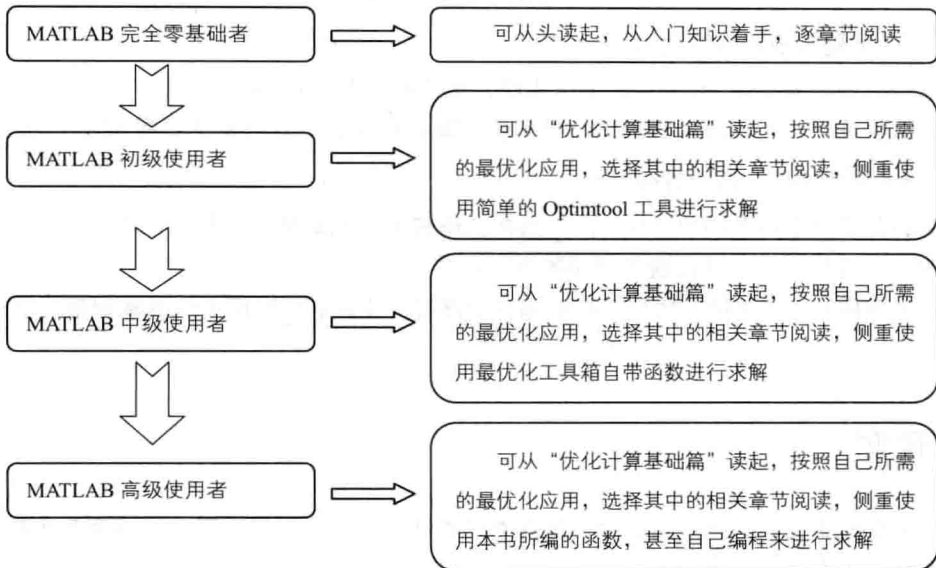 MATLAB 完全零基础者
可从头读起，从入门知识着手，逐章节阅读
MATLAB 初级使用者
可从“优化计算基础篇”读起，按照自己所需
的最优化应用，选择其中的相关章节阅读，侧重使
用简单的 Optimtool 工具进行求解
MATLAB 中级使用者
可从“优化计算基础篇”读起，按照自己所需
的最优化应用，选择其中的相关章节阅读，侧重使
用最优化工具箱自带函数进行求解
MATLAB 高级使用者
可从“优化计算基础篇”读起，按照自己所需
的最优化应用，选择其中的相关章节阅读，侧重使
用本书所编的函数，甚至自己编程来进行求解